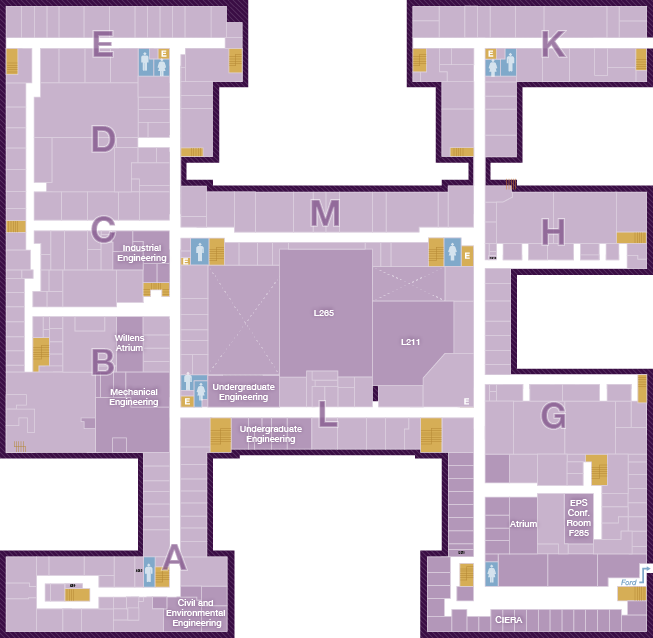 E
K
E
E
D
M
C
H
Industrial
Engineering
E
E
L265
Willens
Atrium
L211
B
Mechanical
Engineering
Undergraduate
Engineering
E
E
L
G
Undergraduate
Engineering
EPS
Conf.
Room
F285
Atrium
A
Ford
Civil and
Environmental
Engineering
CIERA